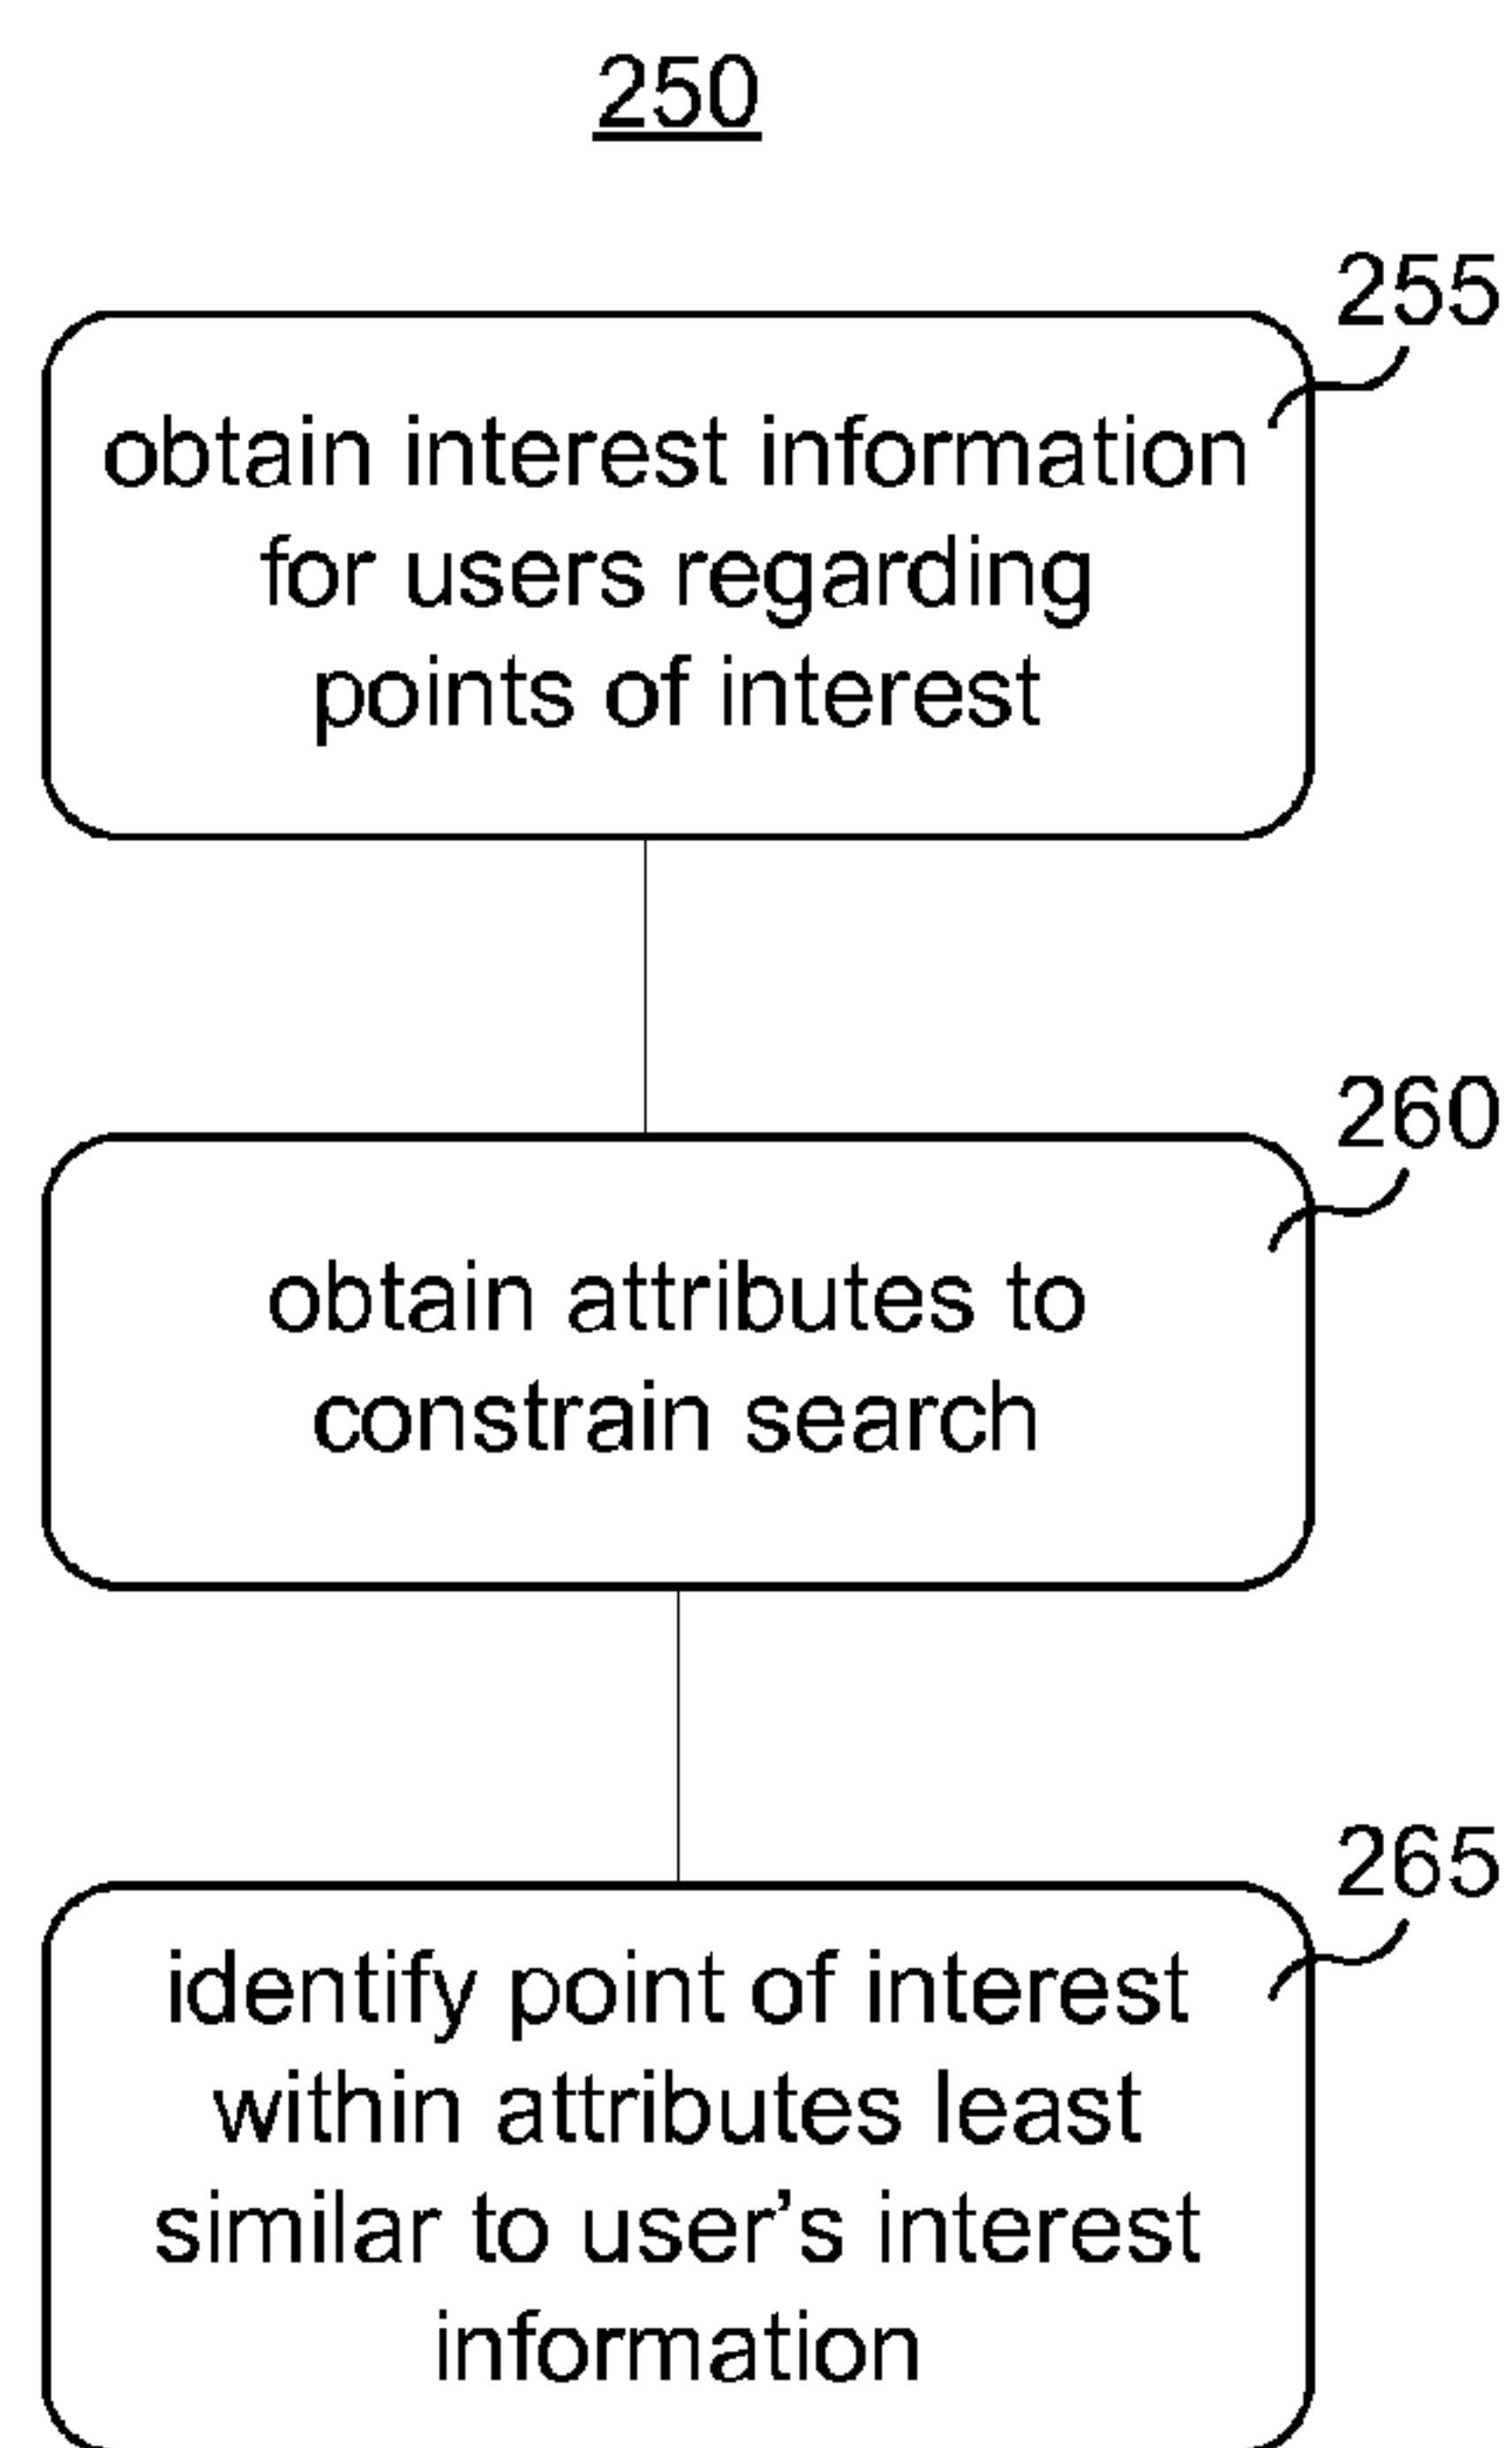 250
255
obtain interest information
for users regarding
points of interest
260
obtain attributes to
constrain search
265
identify point of interest
within attributes least
similar to user’s interest
information